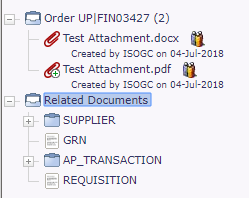 Order UP|FIN03427 (2)
Test Attachment.docx
Created by ISOGC on 04-Jul-2018
Test Attachment.pdf
Created by ISOGC on 04-Jul-2018
Related Documents
SUPPLIER
GRN
AP_TRANSACTION
REQUISITION